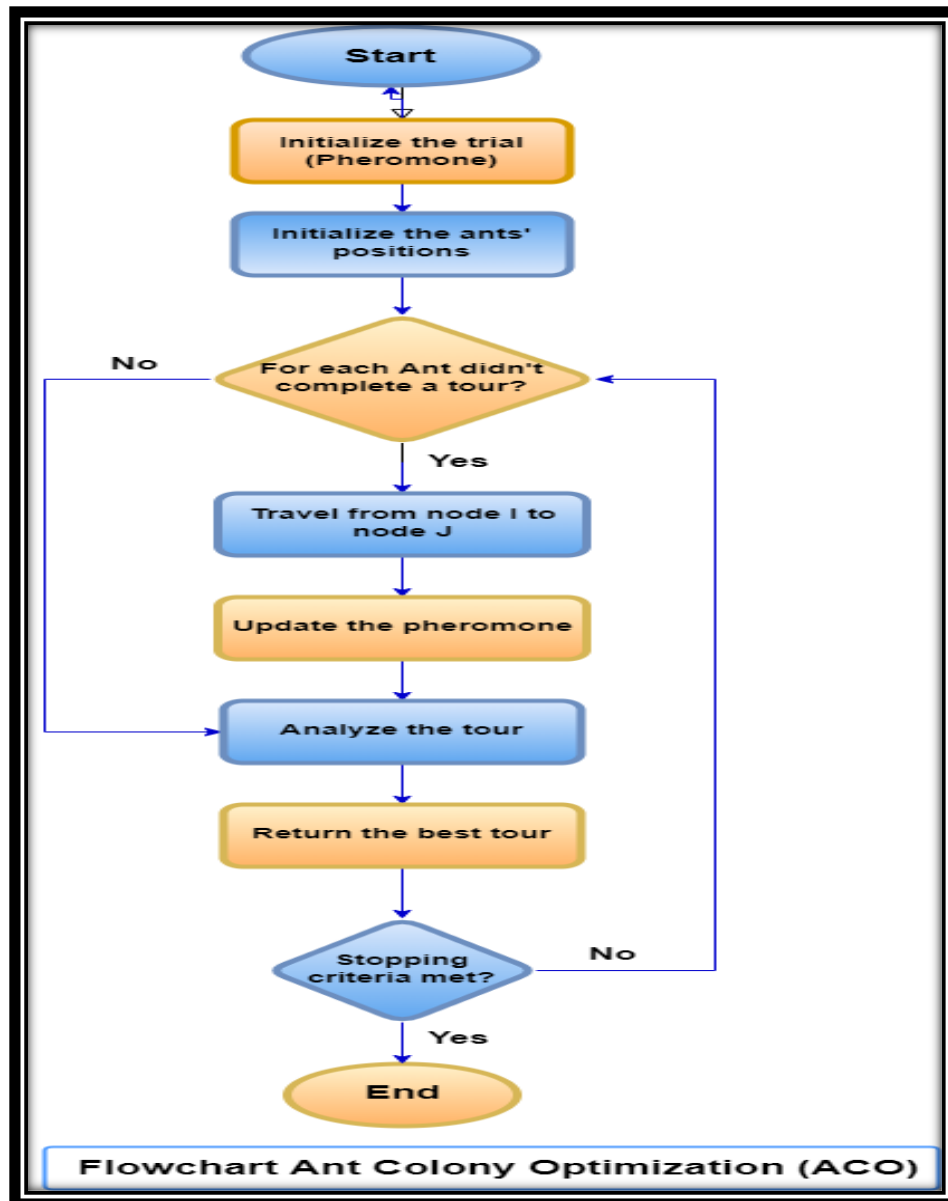 Start
Initialize the trial
(Pheromone)
Initialize the ants'
positions
No
For each Ant didn't
complete a tour?
Yes
Travel from node I to
node J
Update the pheromone
Analyze the tour
Return the best tour
Stopping
criteria met?
No
Yes
End
Flowchart Ant Colony Optimization (ACO)